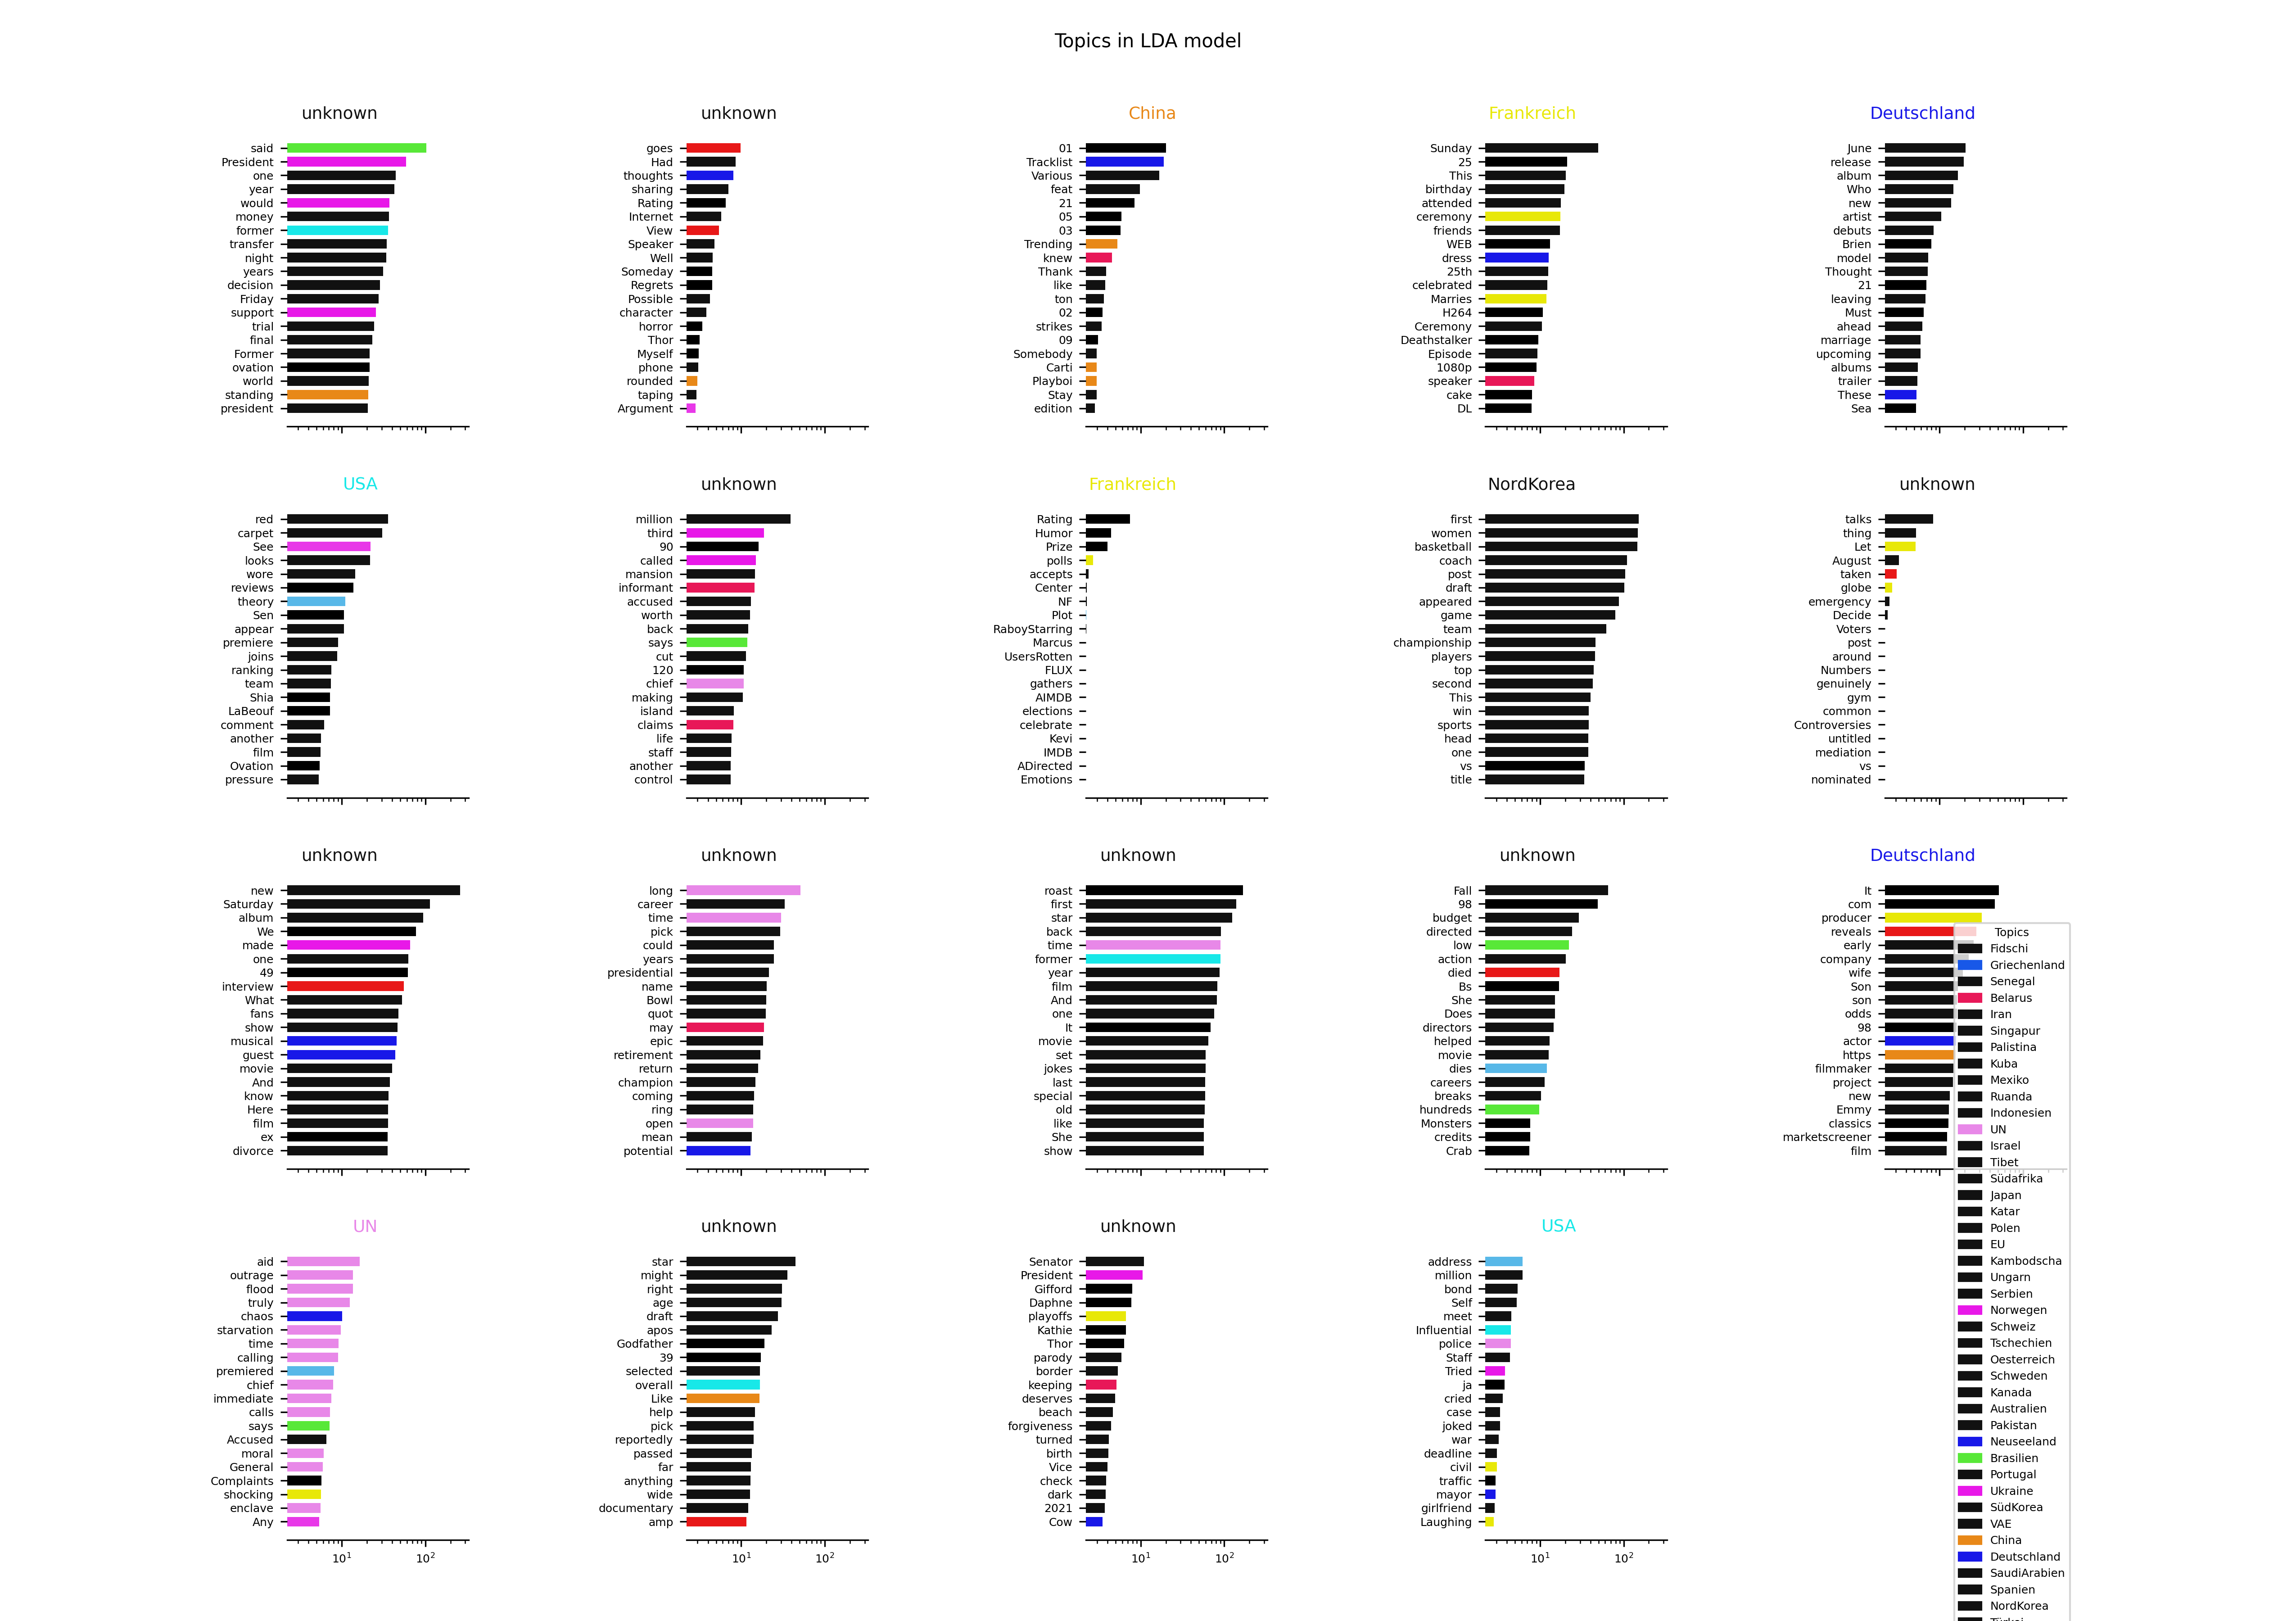 Topics in LDA model
unknown
said
President
one
year
would
money
former
transfer
night
years
decision
Friday
support
trial
final
Former
ovation
world
standing
president
unknown
goes
Had
thoughts
sharing
Rating
Internet
View
Speaker
Well
Someday
Regrets
Possible
character
horror
Thor
Myself
phone
rounded
taping
Argument
China
01
Tracklist
Various
feat
21
05
03
Trending
knew
Thank
like
ton
02
strikes
09
Somebody
Carti
Playboi
Stay
edition
Frankreich
Sunday
25
This
birthday
attended
ceremony
friends
WEB
dress
25th
celebrated
Marries
H264
Ceremony
Deathstalker
Episode
1080p
speaker
cake
DL
Deutschland
June
release
album
Who
new
artist
debuts
Brien
model
Thought
21
leaving
Must
ahead
marriage
upcoming
albums
trailer
These
Sea
USA
red
carpet
See
looks
wore
reviews
theory
Sen
appear
premiere
joins
ranking
team
Shia
LaBeouf
comment
another
film
Ovation
pressure
unknown
million
third
90
called
mansion
informant
accused
worth
back
says
cut
120
chief
making
island
claims
life
staff
another
control
Frankreich
Rating
Humor
Prize
polls
accepts
Center
NF
Plot
RaboyStarring
Marcus
UsersRotten
FLUX
gathers
AIMDB
elections
celebrate
Kevi
IMDB
ADirected
Emotions
NordKorea
first
women
basketball
coach
post
draft
appeared
game
team
championship
players
top
second
This
win
sports
head
one
vs
title
unknown
talks
thing
Let
August
taken
globe
emergency
Decide
Voters
post
around
Numbers
genuinely
gym
common
Controversies
untitled
mediation
vs
nominated
unknown
new
Saturday
album
We
made
one
49
interview
What
fans
show
musical
guest
movie
And
know
Here
film
ex
divorce
unknown
long
career
time
pick
could
years
presidential
name
Bowl
quot
may
epic
retirement
return
champion
coming
ring
open
mean
potential
unknown
roast
first
star
back
time
former
year
film
And
one
It
movie
set
jokes
last
special
old
like
She
show
unknown
Fall
98
budget
directed
low
action
died
Bs
She
Does
directors
helped
movie
dies
careers
breaks
hundreds
Monsters
credits
Crab
Deutschland
It
com
producer
reveals
early
company
wife
Son
son
odds
98
actor
https
filmmaker
project
new
Emmy
classics
marketscreener
film
UN
aid
outrage
flood
truly
chaos
starvation
time
calling
premiered
chief
immediate
calls
says
Accused
moral
General
Complaints
shocking
enclave
Any
10¹ 10²
unknown
star
might
right
age
draft
apos
Godfather
39
selected
overall
Like
help
pick
reportedly
passed
far
anything
wide
documentary
amp
10¹ 10²
unknown
Senator
President
Gifford
Daphne
playoffs
Kathie
Thor
parody
border
keeping
deserves
beach
forgiveness
turned
birth
Vice
check
dark
2021
Cow
10¹ 10²
USA
address
million
bond
Self
meet
Influential
police
Staff
Tried
ja
cried
case
joked
war
deadline
civil
traffic
mayor
girlfriend
Laughing
10¹ 10²
Topics
Fidschi
Griechenland
Senegal
Belarus
Iran
Singapur
Palistina
Kuba
Mexiko
Ruanda
Indonesien
UN
Israel
Tibet
Südafrika
Japan
Katar
Polen
EU
Kambodscha
Ungarn
Serbien
Norwegen
Schweiz
Tschechien
Oesterreich
Schweden
Kanada
Australien
Pakistan
Neuseeland
Brasilien
Portugal
Ukraine
SüdKorea
VAE
China
Deutschland
SaudiArabien
Spanien
NordKorea